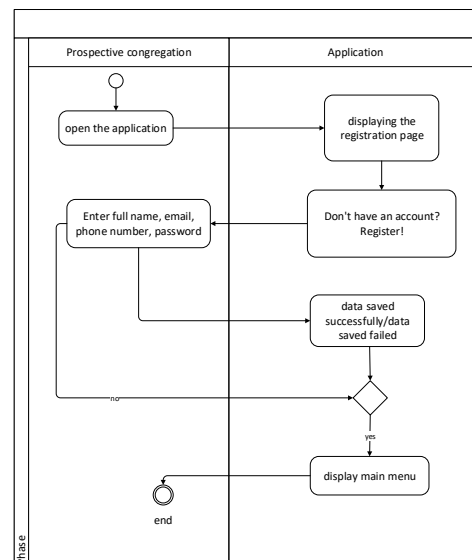 Prospective congregation
Application
open the application
displaying the
registration page
Don't have an account?
Register!
Enter full name, email,
phone number, password
data saved
successfully/data
saved failed
no
yes
display main menu
end